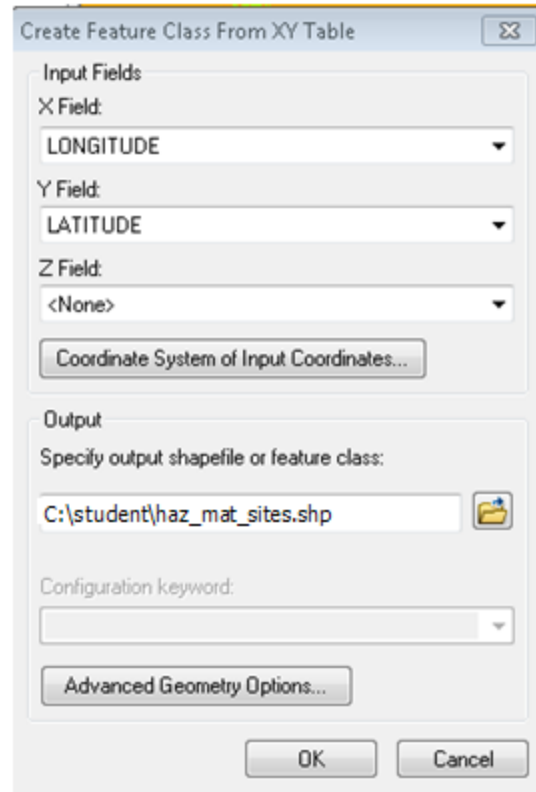 Create Feature Class From XY Table
Input Fields
X Field:
LONGITUDE
Y Field:
LATITUDE
Z Field:
<None>
Coordinate System of Input Coordinates...
Output
Specify output shapefile or feature class:
C:\student\haz_mat_sites.shp
Configuration keyword:
Advanced Geometry Options...
OK Cancel